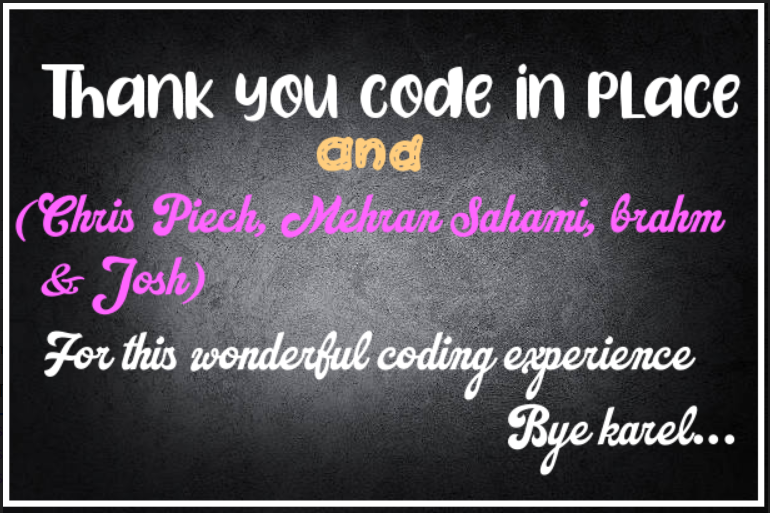 Thank you code in place
and
(Chris Piech, Mehran Sahami, brahm
& Josh)
For this wonderful coding experience
Bye karel...